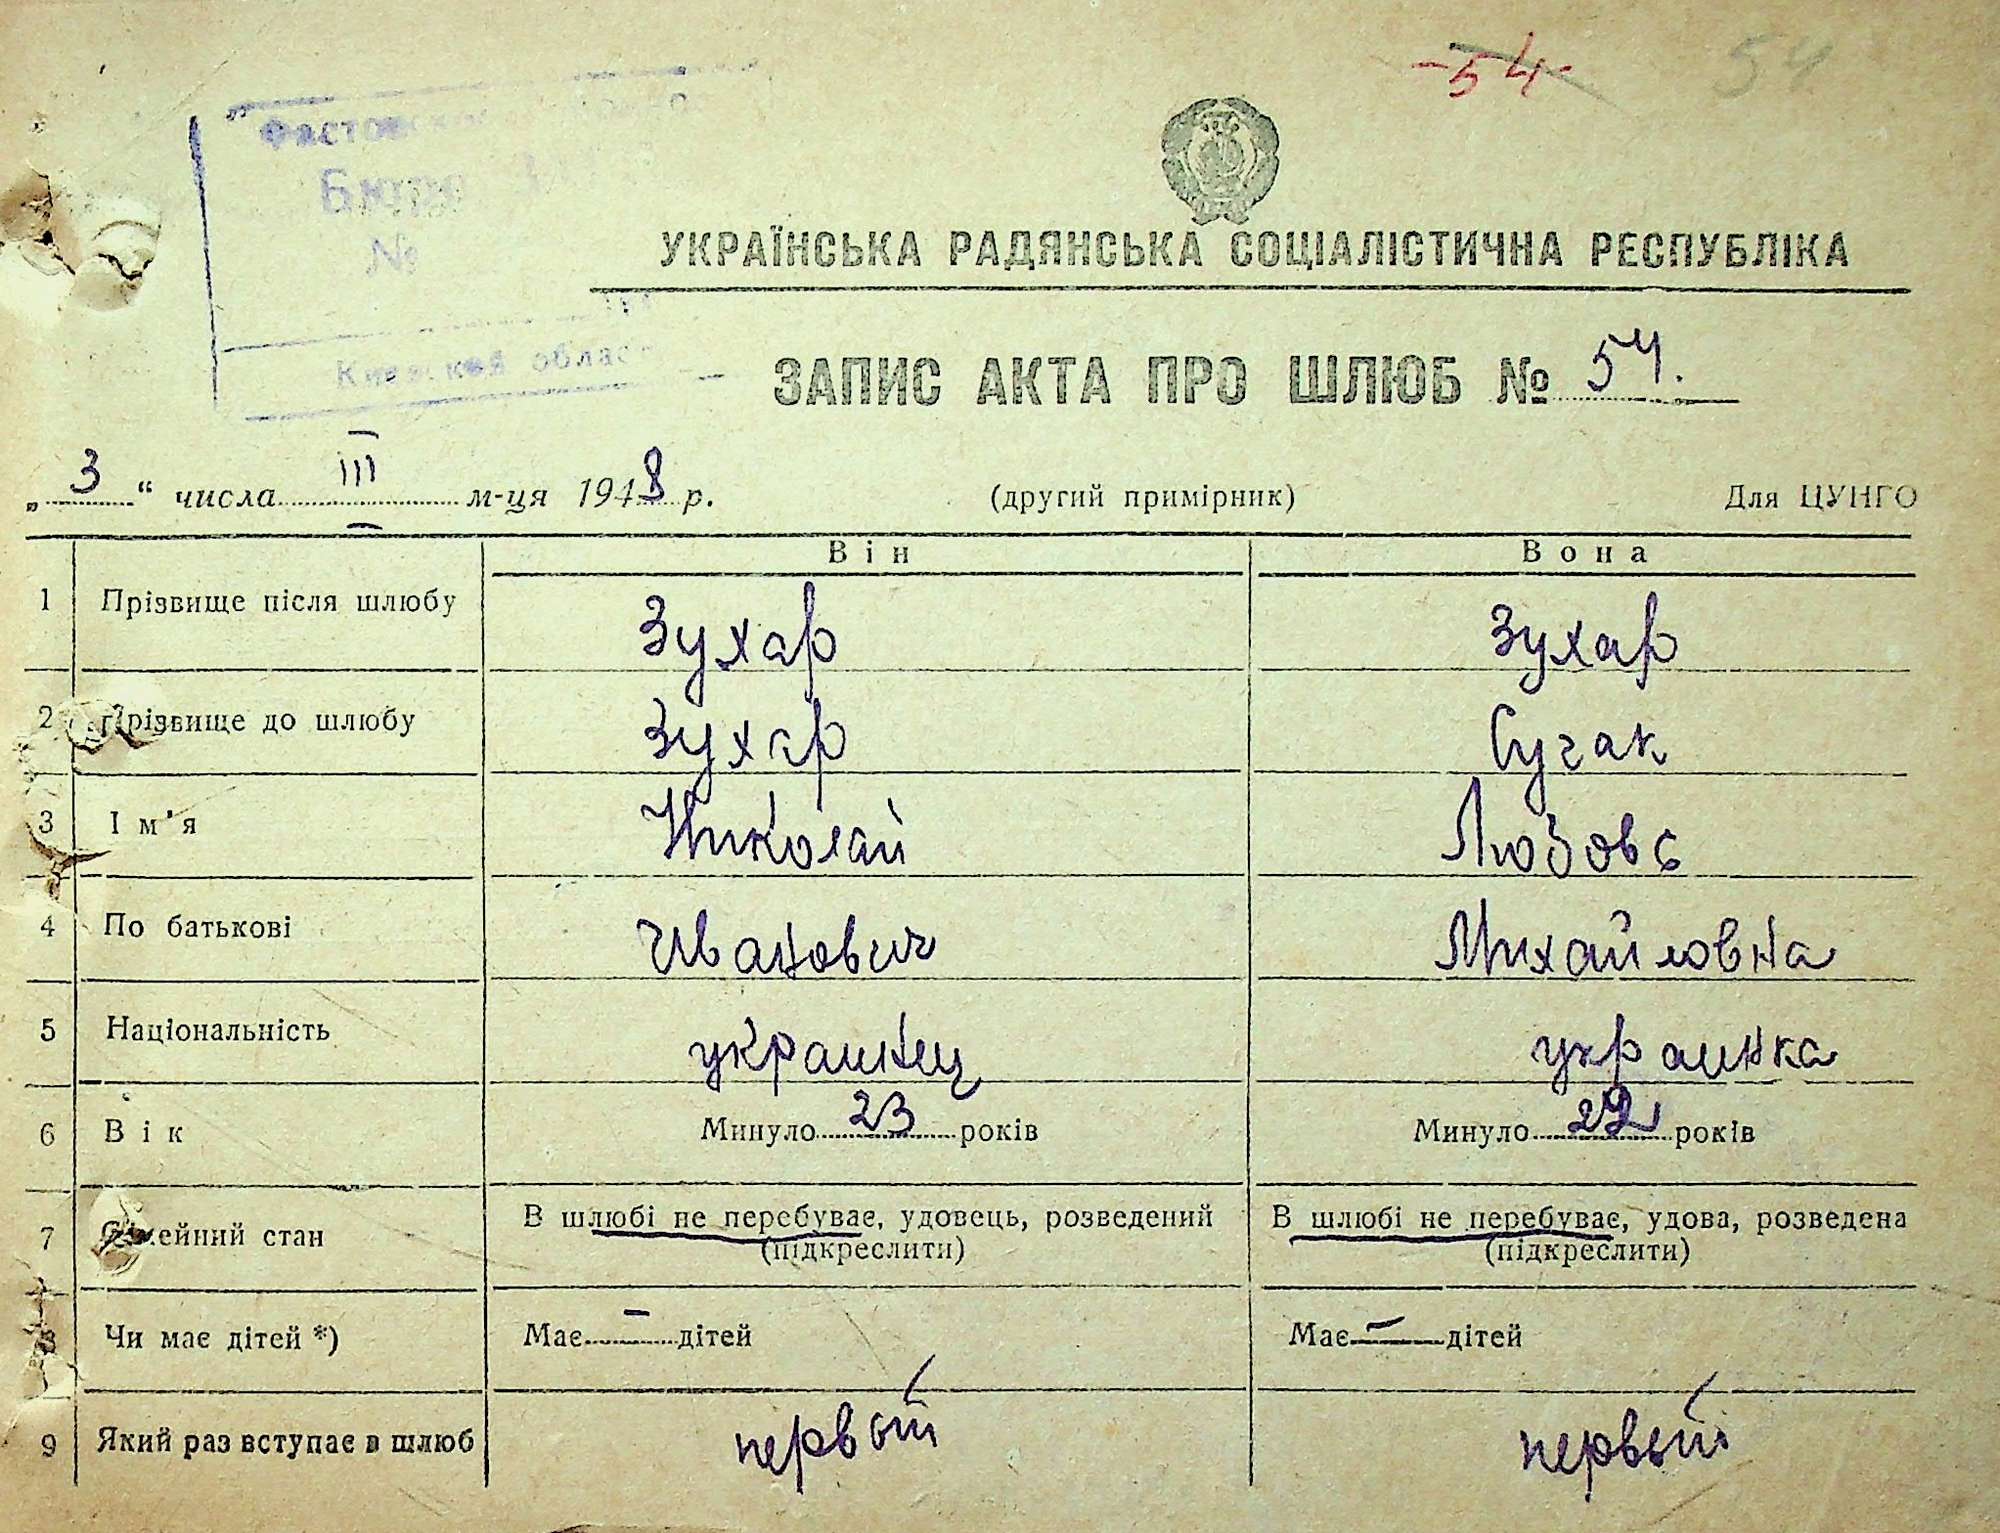 -54-
54
Бюро
№
Киевской област
УКРАЇНСЬКА РАДЯНСЬКА СОЦІАЛІСТИЧНА РЕСПУБЛІКА
ЗАПИС АКТА ПРО ШЛЮБ № 54.
„3“ числа III м-ця 1948 р. (другий примірник) Для ЦУНГО
Він Вона
1 Прізвище після шлюбу Зухар Зухар
2 Прізвище до шлюбу Зухар Сугак
3 Ім'я Николай Любовь
4 По батькові Иванович Михайловна
5 Національність украинец украинка
6 Вік Минуло 23 років Минуло 22 років
7 Сімейний стан В шлюбі не перебуває, удовець, розведений В шлюбі не перебуває, удова, розведена
(підкреслити) (підкреслити)
8 Чи має дітей *) Має - дітей Має - дітей
9 Який раз вступає в шлюб первый первый